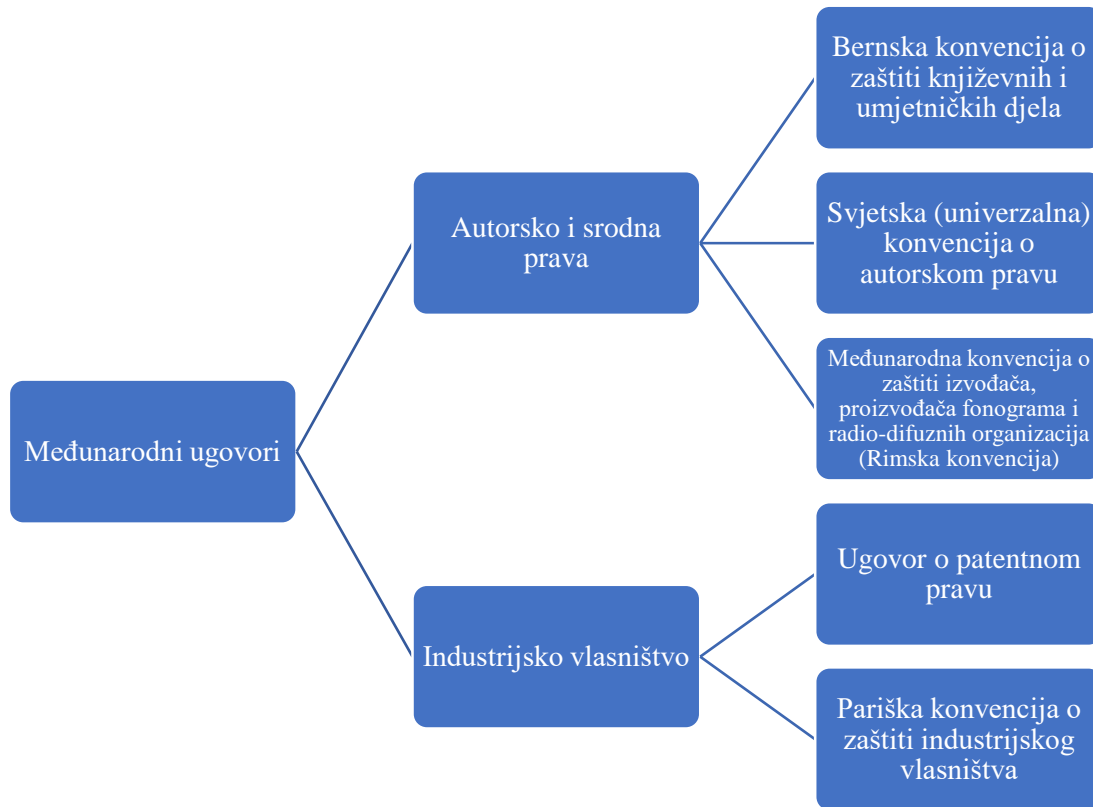 Međunarodni ugovori
Autorsko i srodna
prava
Bernska konvencija o
zaštiti književnih i
umjetničkih djela
Svjetska (univerzalna)
konvencija o
autorskom pravu
Međunarodna konvencija o
zaštiti izvođača,
proizvođača fonograma i
radio-difuznih organizacija
(Rimska konvencija)
Industrijsko vlasništvo
Ugovor o patentnom
pravu
Pariška konvencija o
zaštiti industrijskog
vlasništva